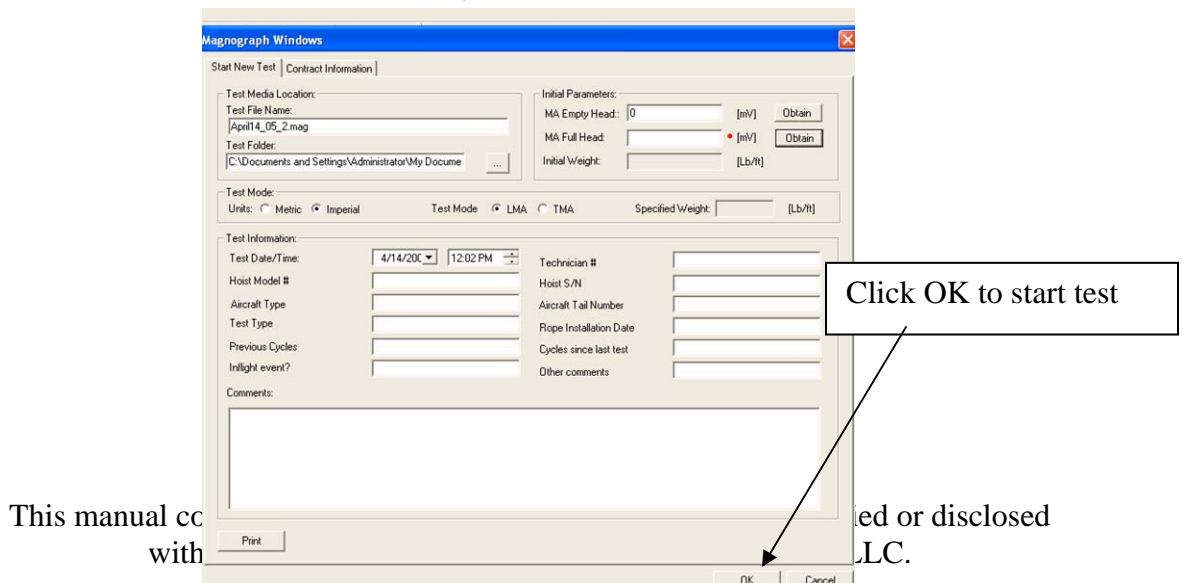 Magnograph Windows
Start New Test Contract Information
Test Media Location:
Test File Name:
April14_05_2.mag
Test Folder:
C:\Documents and Settings\Administrator\My Docume ...
Initial Parameters:
MA Empty Head:: 0 [mV] Obtain
MA Full Head: [mV] Obtain
Initial Weight: [Lb/ft]
Test Mode:
Units: Metric Imperial Test Mode LMA TMA Specified Weight: [Lb/ft]
Test Information:
Test Date/Time: 4/14/200 12:02 PM Technician #
Hoist Model # Hoist S/N
Aircraft Type Aircraft Tail Number
Test Type Rope Installation Date
Previous Cycles Cycles since last test
Inflight event? Other comments
Comments:
Click OK to start test
This manual co ied or disclosed
Print
with LLC.
OK Cancel